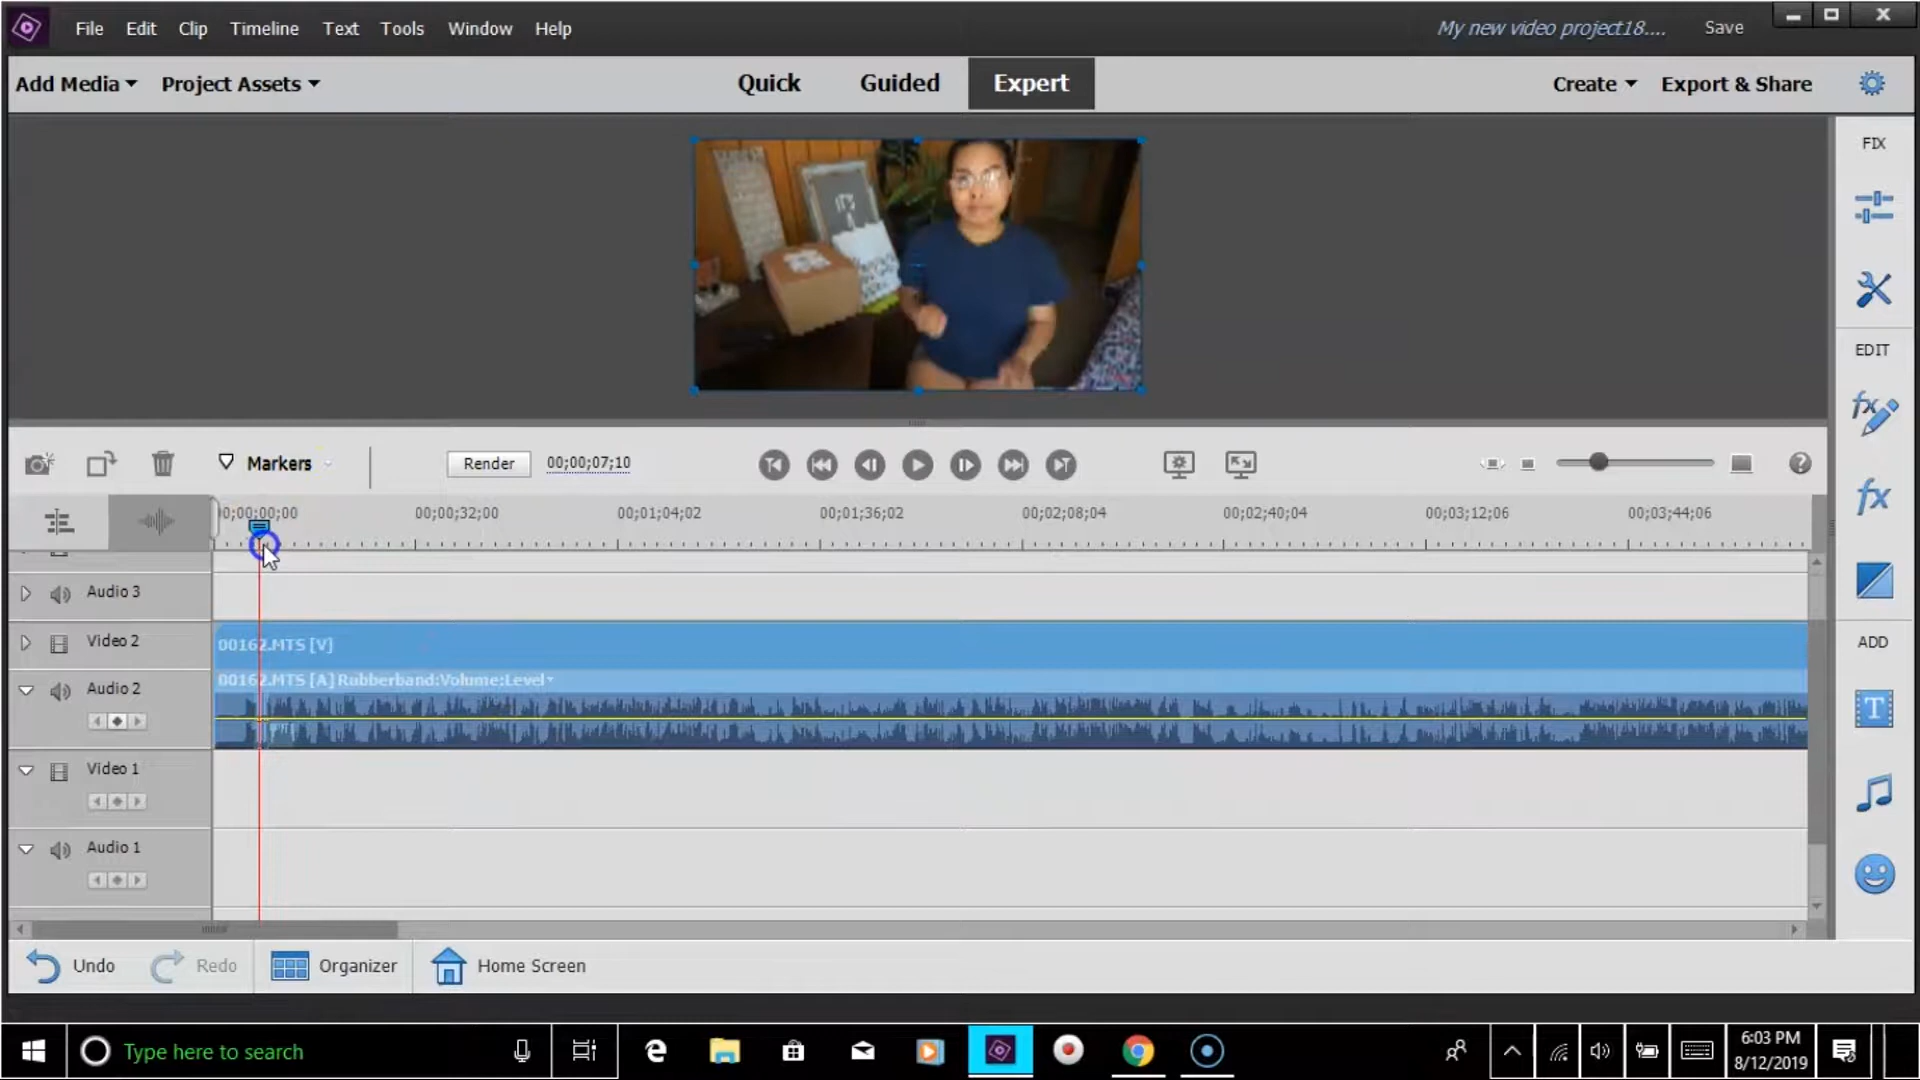 File Edit Clip Timeline Text Tools Window Help My new video project18.... Save
Add Media Project Assets Quick Guided Expert Create Export & Share
FIX
EDIT
Markers Render 00;00;07;10
00;00;32;00 00;01;04;02 00;01;36;02 00;02;08;04 00;02;40;04 00;03;12;06 00;03;44;06
Audio 3
Video 2 00162.MTS [V]
ADD
Audio 2 00162.MTS [A] Rubberband:Volume:Level
Video 1
Audio 1
Undo Redo Organizer Home Screen
Type here to search
6:03 PM
8/12/2019